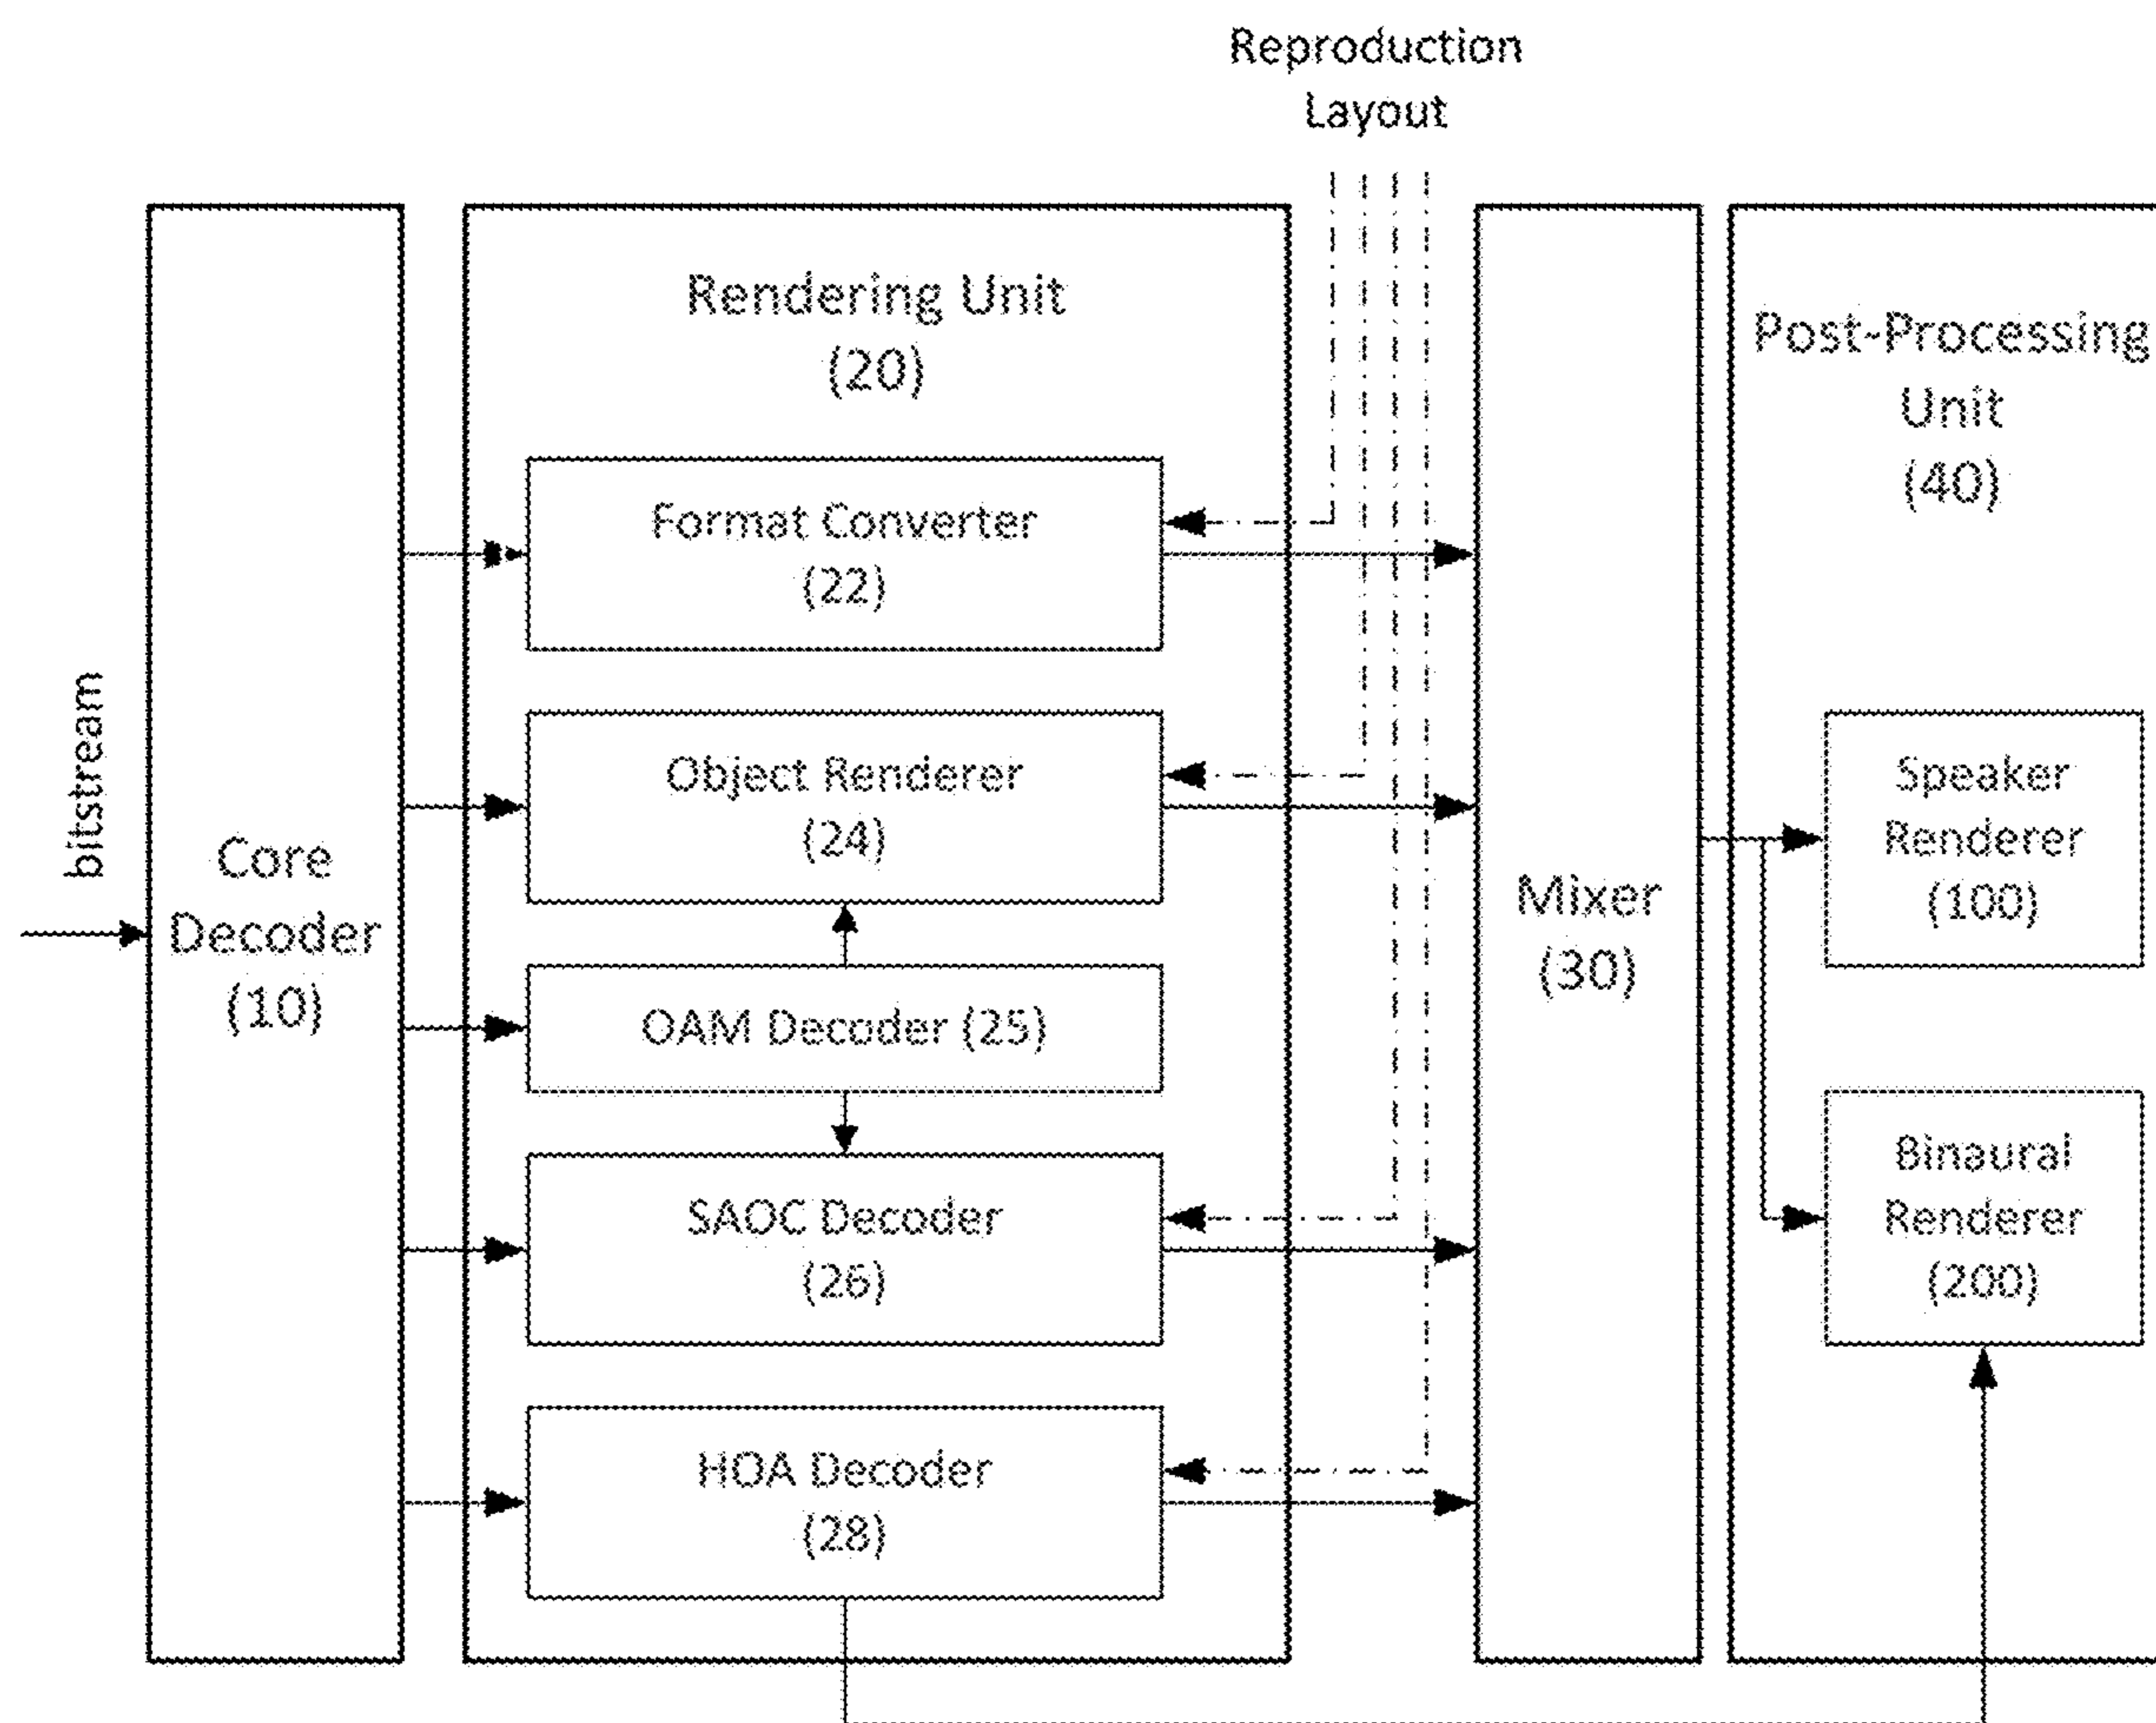 Reproduction
Layout
Rendering Unit
(20)
Post-Processing
Unit
(40)
Format Converter
(22)
bitstream
Core
Decoder
(10)
Object Renderer
(24)
OAM Decoder (25)
SAOC Decoder
(26)
HOA Decoder
(28)
Mixer
(30)
Speaker
Renderer
(100)
Binaural
Renderer
(200)